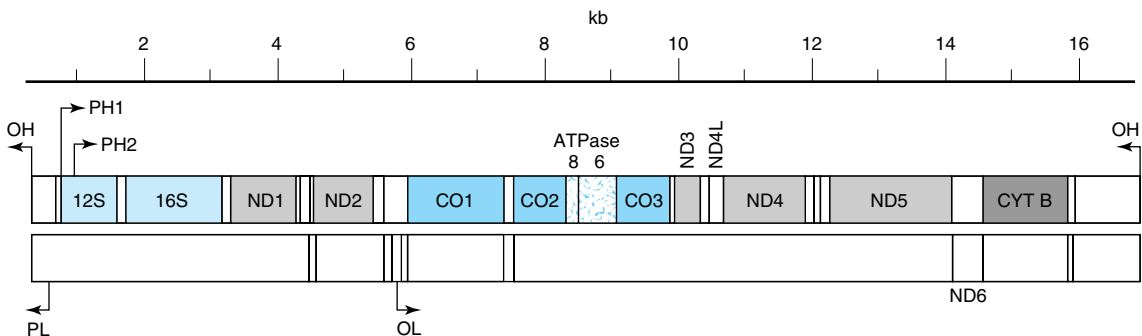 kb
2 4 6 8 10 12 14 16
PH1
OH PH2 ATPase ND3 ND4L OH
8 6
12S 16S ND1 ND2 CO1 CO2 CO3 ND4 ND5 CYT B
ND6
PL OL